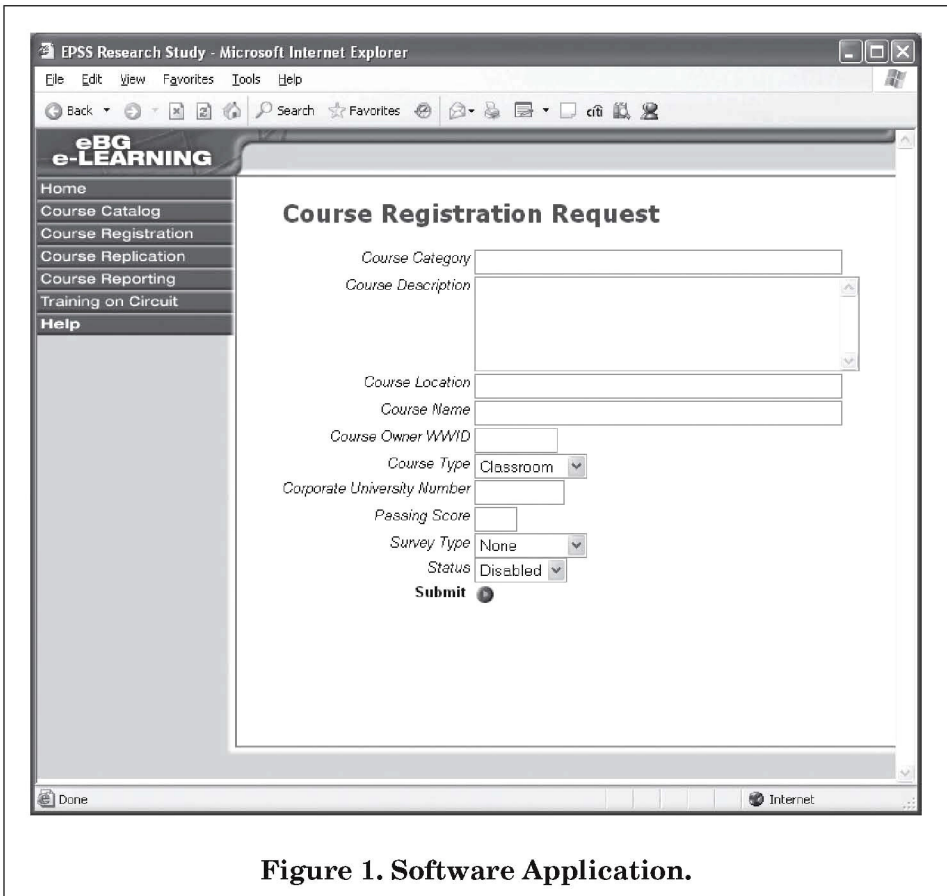 EPSS Research Study - Microsoft Internet Explorer
File Edit View Favorites Tools Help
Back Search Favorites citi
eBG
e-LEARNING
Home
Course Catalog
Course Registration
Course Replication
Course Reporting
Training on Circuit
Help
Course Registration Request
Course Category
Course Description
Course Location
Course Name
Course Owner WWID
Course Type Classroom
Corporate University Number
Passing Score
Survey Type None
Status Disabled
Submit
Done Internet
Figure 1. Software Application.